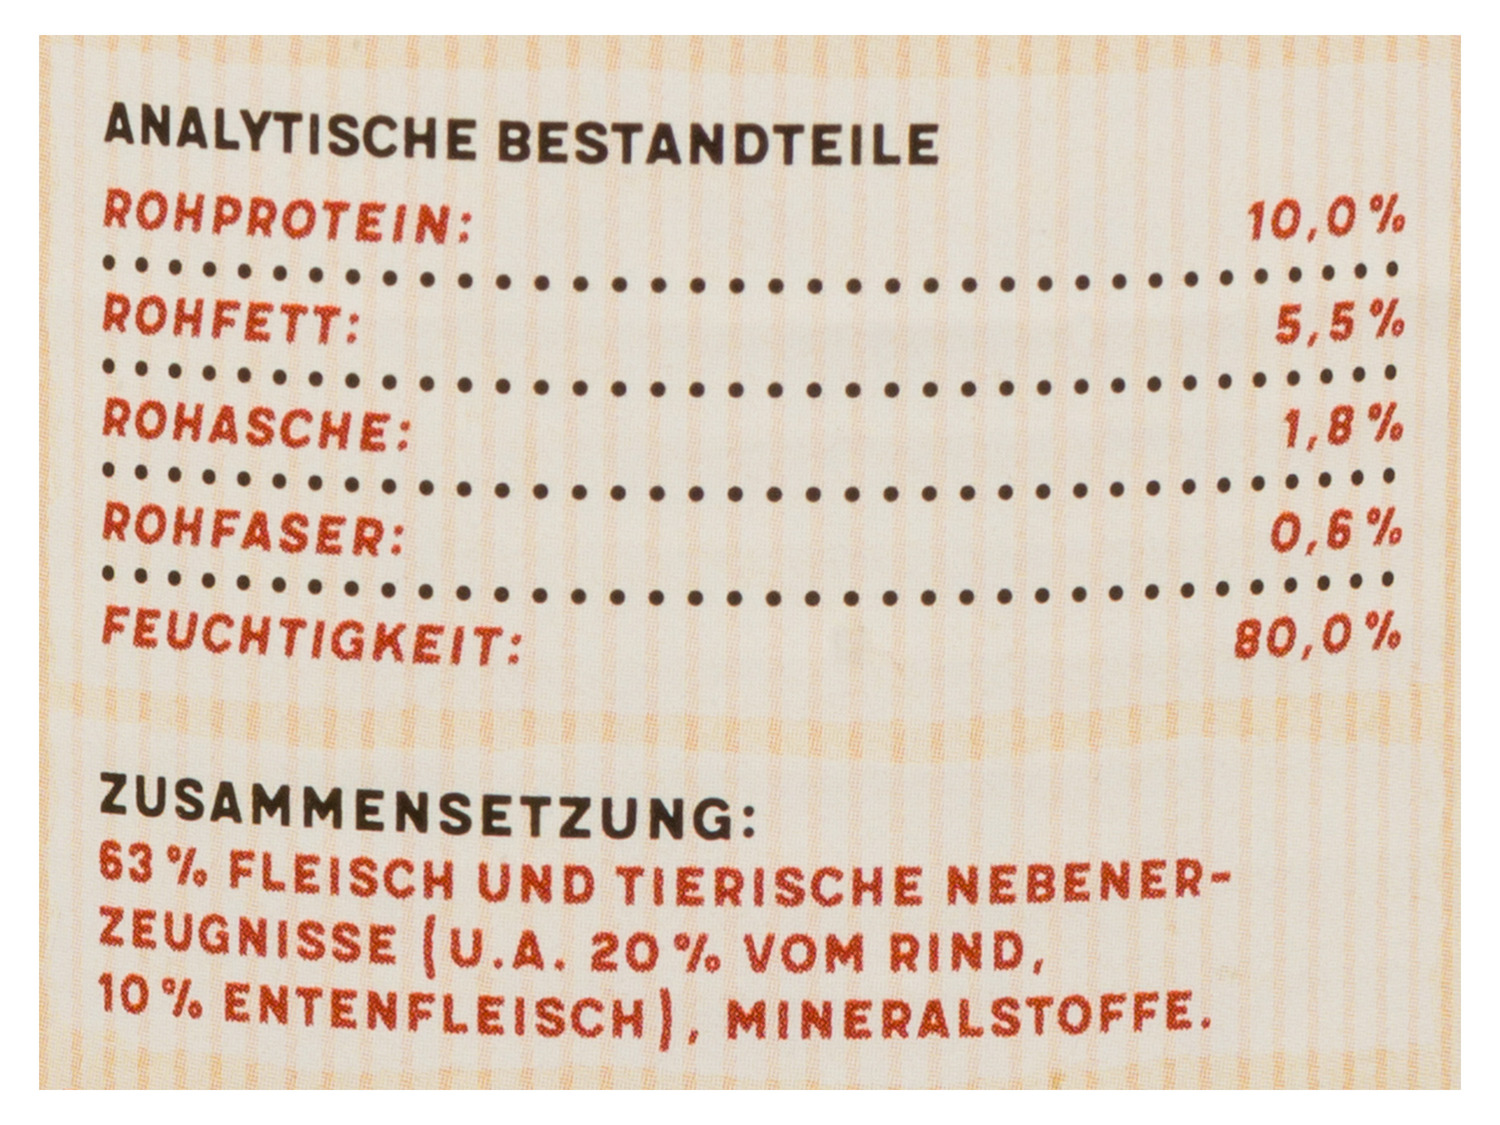 ANALYTISCHE BESTANDTEILE
ROHPROTEIN: 10,0 %
ROHFETT: 5,5 %
ROHASCHE: 1,8 %
ROHFASER: 0,6 %
FEUCHTIGKEIT: 80,0 %
ZUSAMMENSETZUNG:
63 % FLEISCH UND TIERISCHE NEBENER-
ZEUGNISSE (U.A. 20 % VOM RIND,
10 % ENTENFLEISCH), MINERALSTOFFE.